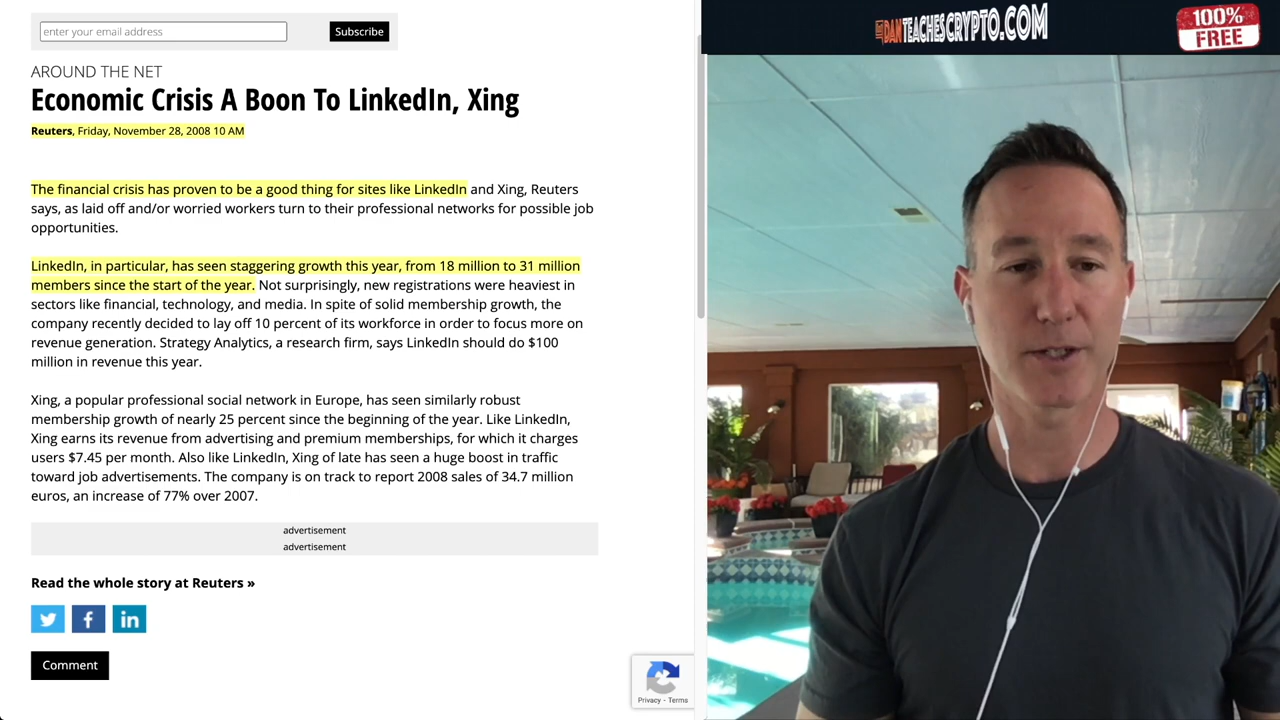 enter your email address
Subscribe
AROUND THE NET
Economic Crisis A Boon To LinkedIn, Xing
Reuters, Friday, November 28, 2008 10 AM
The financial crisis has proven to be a good thing for sites like LinkedIn and Xing, Reuters
says, as laid off and/or worried workers turn to their professional networks for possible job
opportunities.
LinkedIn, in particular, has seen staggering growth this year, from 18 million to 31 million
members since the start of the year. Not surprisingly, new registrations were heaviest in
sectors like financial, technology, and media. In spite of solid membership growth, the
company recently decided to lay off 10 percent of its workforce in order to focus more on
revenue generation. Strategy Analytics, a research firm, says LinkedIn should do $100
million in revenue this year.
Xing, a popular professional social network in Europe, has seen similarly robust
membership growth of nearly 25 percent since the beginning of the year. Like LinkedIn,
Xing earns its revenue from advertising and premium memberships, for which it charges
users $7.45 per month. Also like LinkedIn, Xing of late has seen a huge boost in traffic
toward job advertisements. The company is on track to report 2008 sales of 34.7 million
euros, an increase of 77% over 2007.
advertisement
advertisement
Read the whole story at Reuters »
f
in
Comment
Privacy - Terms
DANTEACHESCRYPTO.COM
100%
FREE